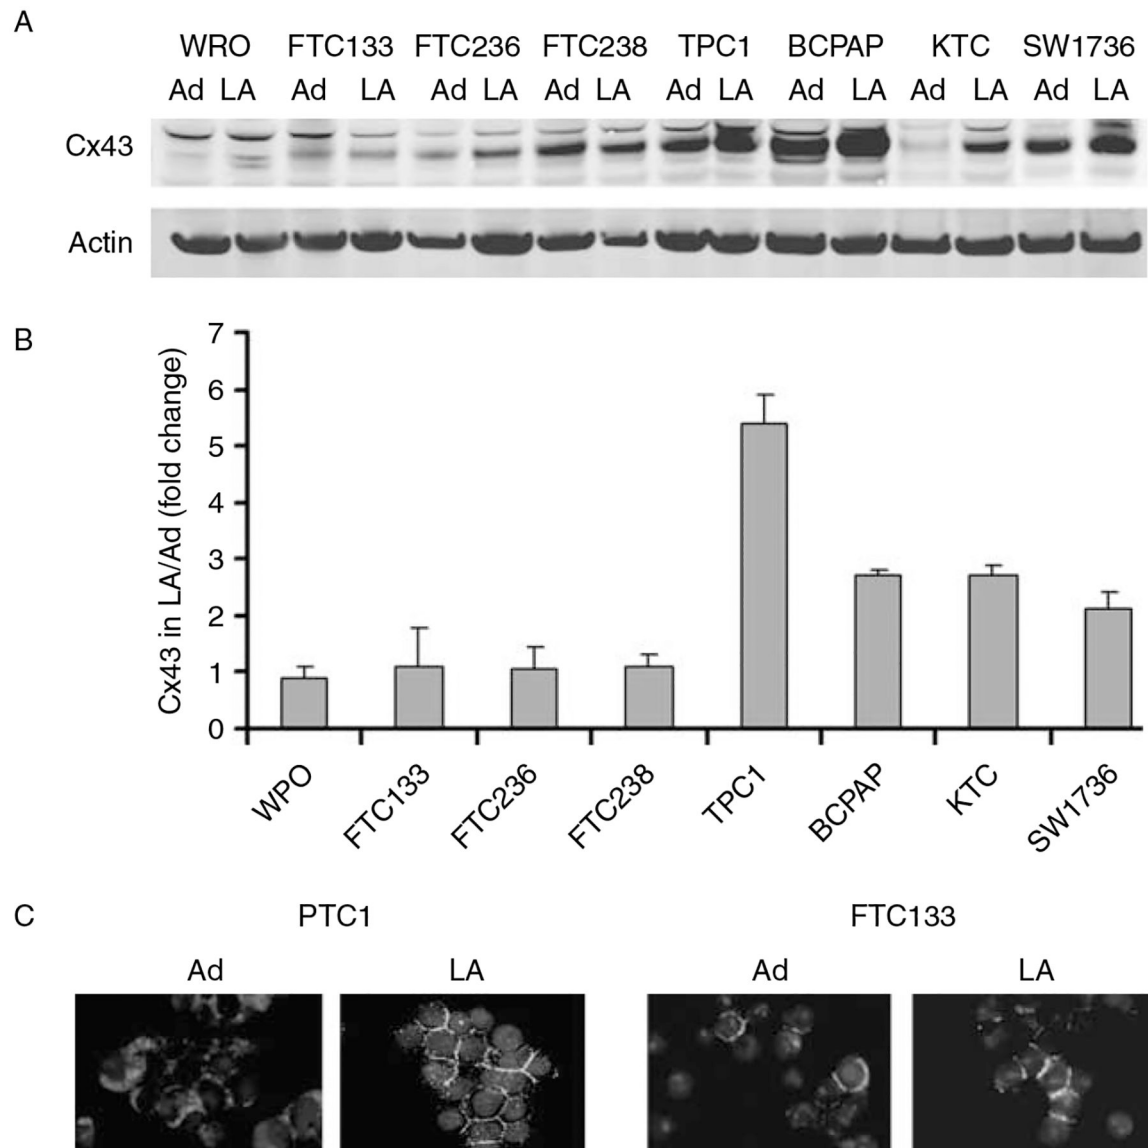 A
WRO FTC133 FTC236 FTC238 TPC1 BCPAP KTC SW1736
Ad LA Ad LA Ad LA Ad LA Ad LA Ad LA Ad LA Ad LA
Cx43
Actin
B
Cx43 in LA/Ad (fold change)
7
6
5
4
3
2
1
0
WPO FTC133 FTC236 FTC238 TPC1 BCPAP KTC SW1736
C
PTC1 FTC133
Ad LA Ad LA